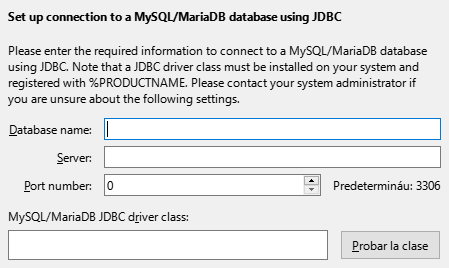 Set up connection to a MySQL/MariaDB database using JDBC
Please enter the required information to connect to a MySQL/MariaDB database
using JDBC. Note that a JDBC driver class must be installed on your system and
registered with %PRODUCTNAME. Please contact your system administrator if
you are unsure about the following settings.
Database name:
Server:
Port number: 0 Predetermináu: 3306
MySQL/MariaDB JDBC driver class:
Probar la clase